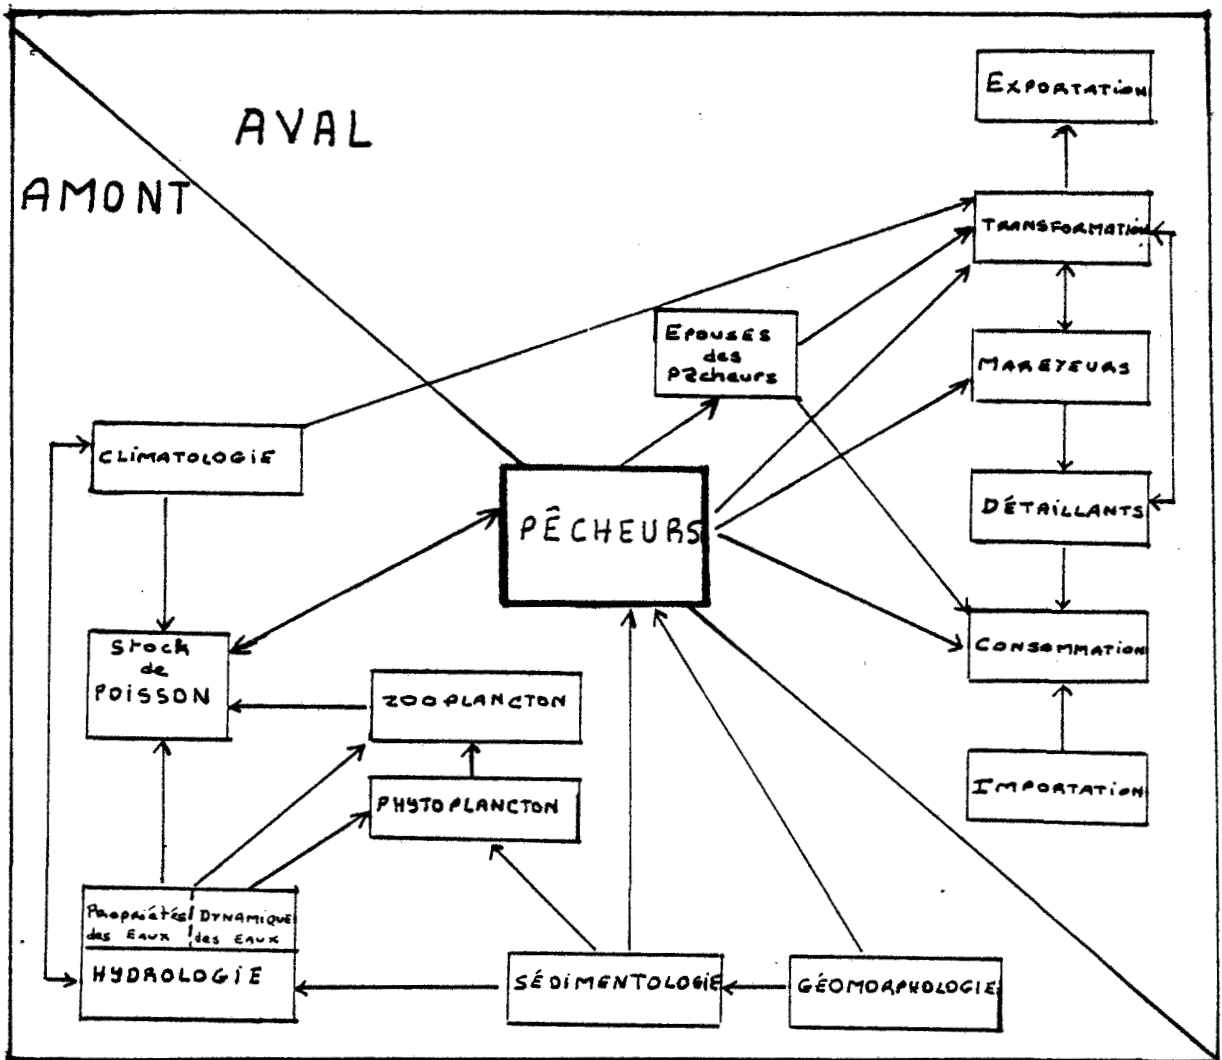 AVAL
AMONT
EXPORTATION
TRANSFORMATION
EPOUSES
des
Pêcheurs
MAREYEURS
CLIMATOLOGIE
PÊCHEURS
DÉTAILLANTS
Stock
de
POISSON
CONSOMMATION
ZOOPLANCTON
PHYTOPLANCTON
IMPORTATION
Propriétés DYNAMIQUE
des EAUX des EAUX
HYDROLOGIE
SÉDIMENTOLOGIE
GÉOMORPHOLOGIE